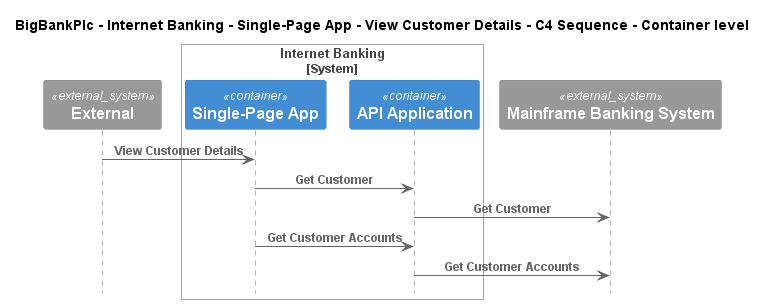 BigBankPlc - Internet Banking - Single-Page App - View Customer Details - C4 Sequence - Container level
Internet Banking
[System]
«external_system»
External
«container»
Single-Page App
«container»
API Application
«external_system»
Mainframe Banking System
View Customer Details
Get Customer
Get Customer
Get Customer Accounts
Get Customer Accounts